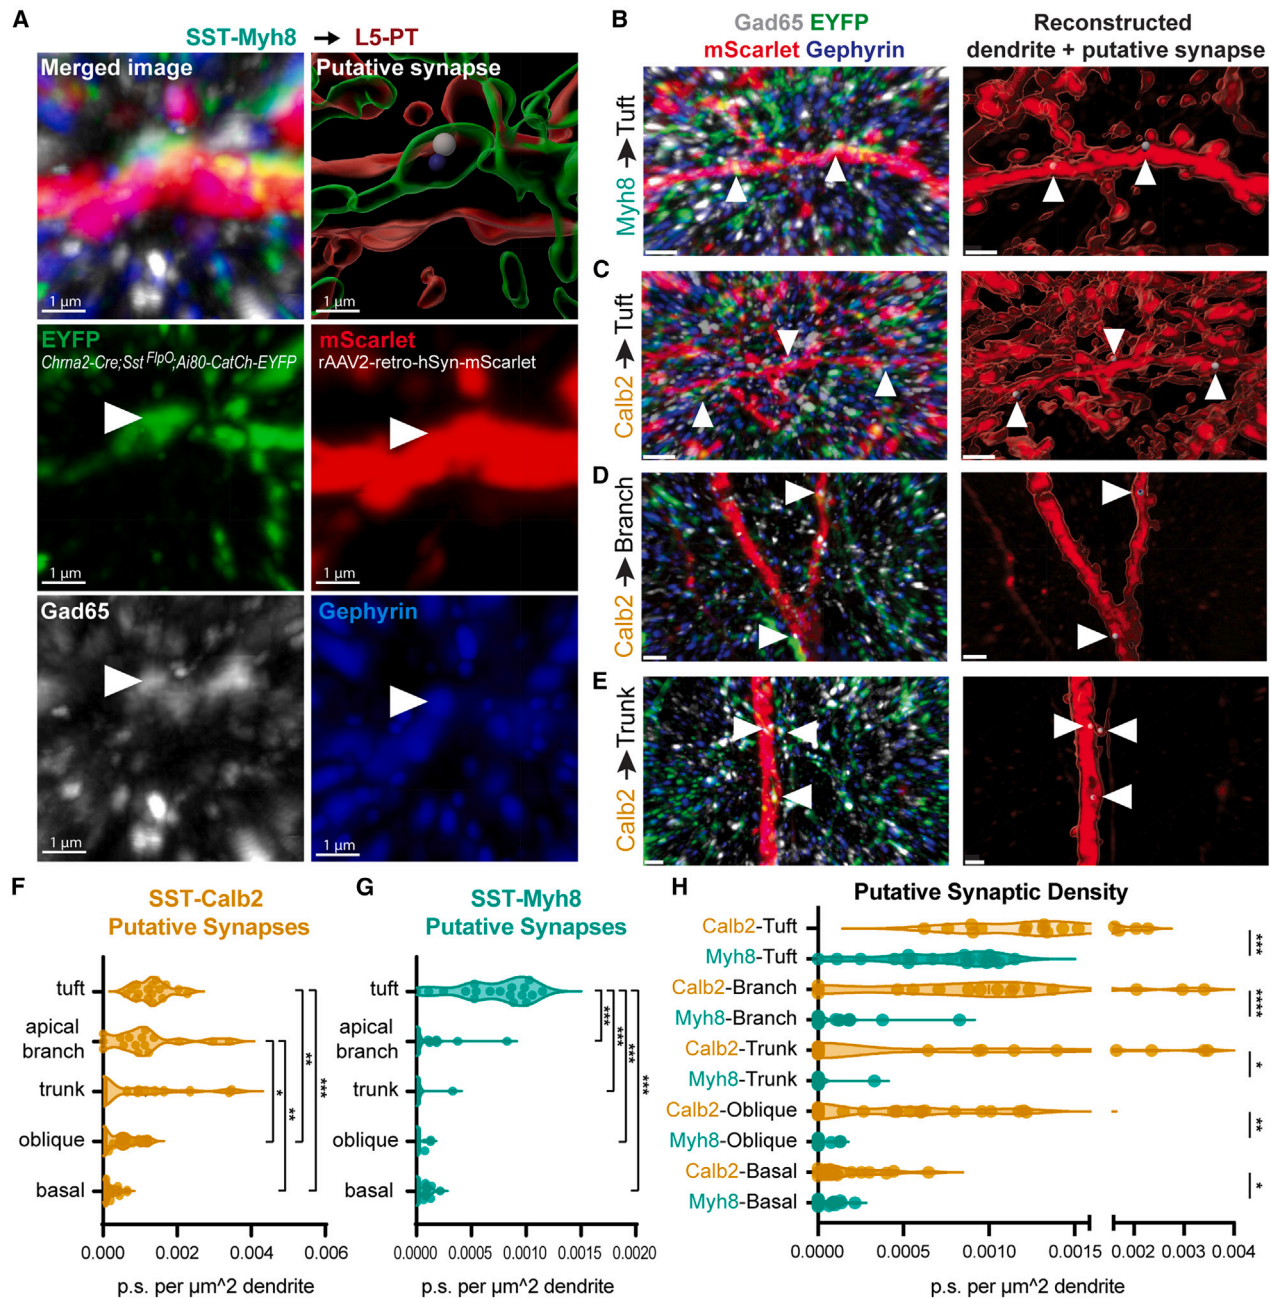 A
SST-Myh8 → L5-PT
Merged image
Putative synapse
1 µm
EYFP
Chrna2-Cre;Sst FlpO;Ai80-CatCh-EYFP
mScarlet
rAAV2-retro-hSyn-mScarlet
1 µm
1 µm
Gad65
Gephyrin
1 µm
1 µm
B
Gad65 EYFP
mScarlet Gephyrin
Reconstructed
dendrite + putative synapse
Myh8 → Tuft
C
Calb2 → Tuft
D
Calb2 → Branch
E
Calb2 → Trunk
F
SST-Calb2
Putative Synapses
tuft
apical
branch
trunk
oblique
basal
*
**
**
***
0.000 0.002 0.004 0.006
p.s. per µm^2 dendrite
G
SST-Myh8
Putative Synapses
tuft
apical
branch
trunk
oblique
basal
***
***
***
***
0.0000 0.0005 0.0010 0.0015 0.0020
p.s. per µm^2 dendrite
H
Putative Synaptic Density
Calb2-Tuft
Myh8-Tuft
***
Calb2-Branch
Myh8-Branch
****
Calb2-Trunk
Myh8-Trunk
*
Calb2-Oblique
Myh8-Oblique
**
Calb2-Basal
Myh8-Basal
*
0.0000 0.0005 0.0010 0.0015 0.002 0.003 0.004
p.s. per µm^2 dendrite